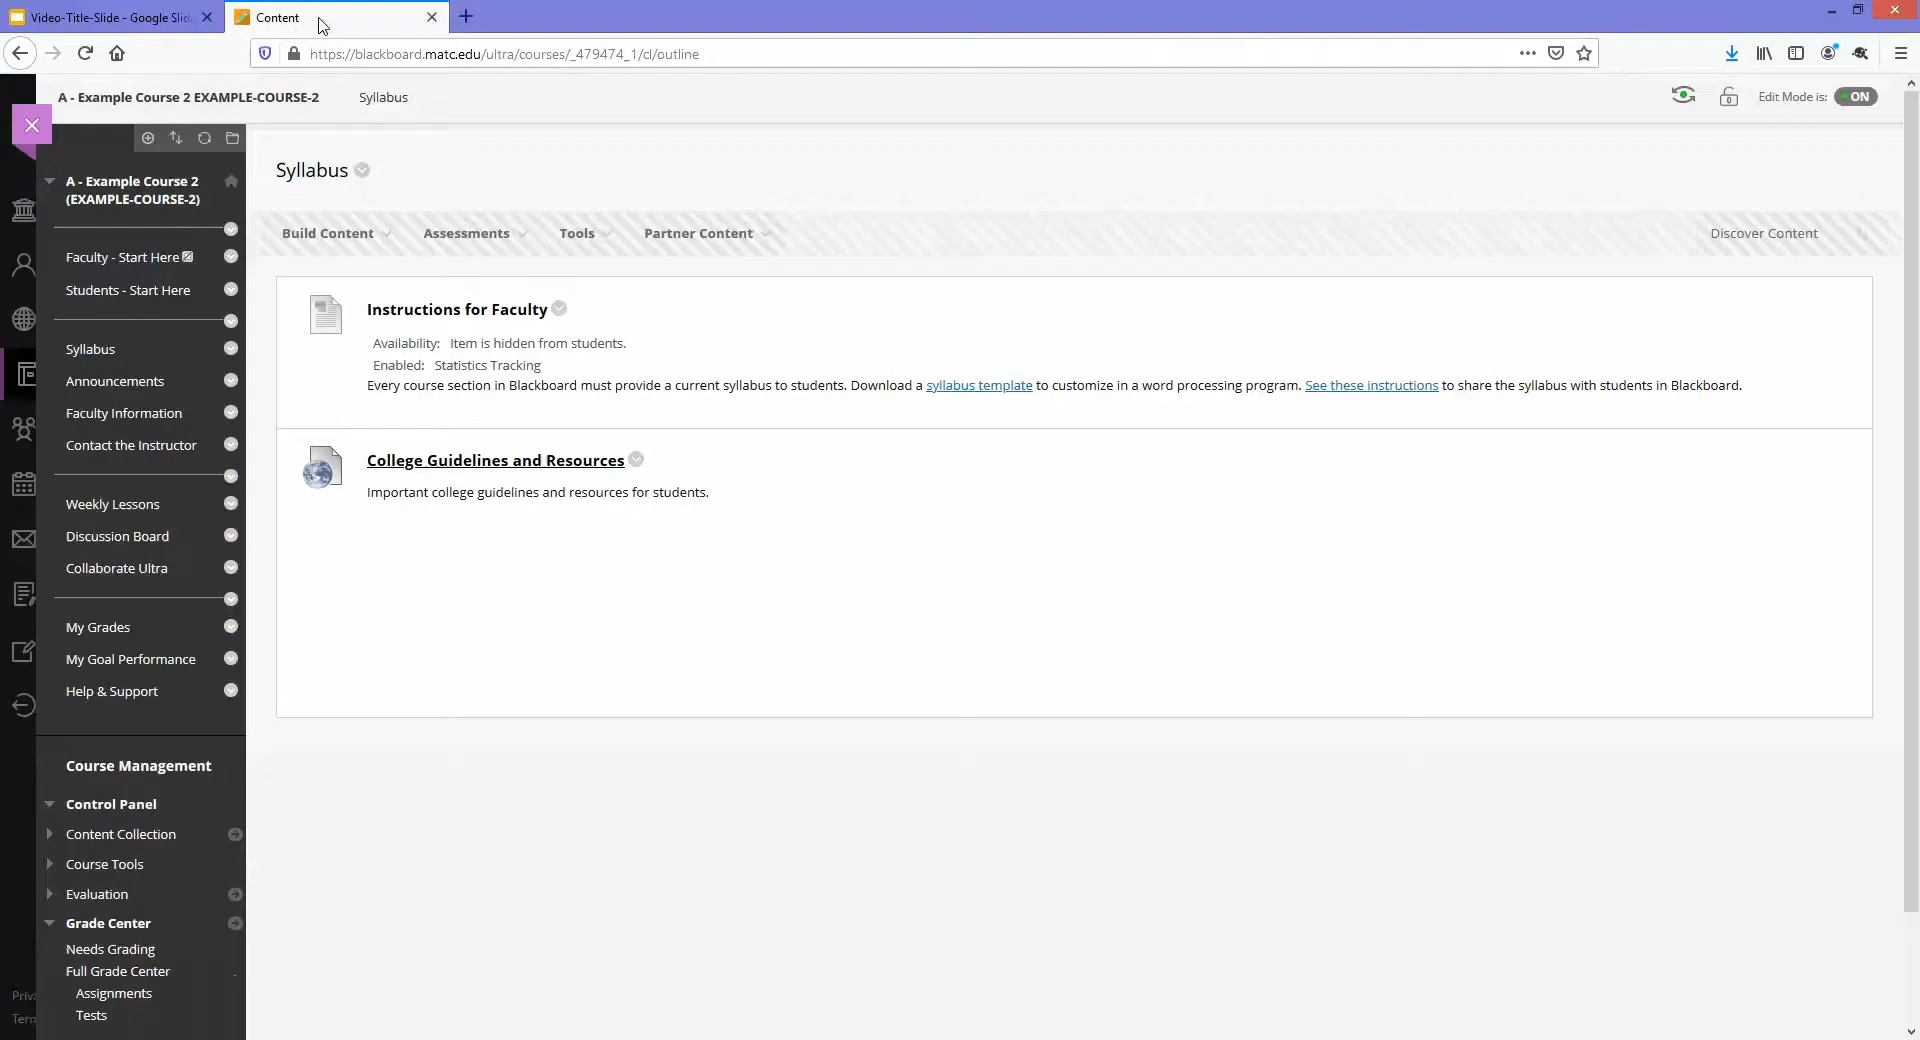 Video-Title-Slide - Google Slid
Content
https://blackboard.matc.edu/ultra/courses/_479474_1/cl/outline
A - Example Course 2 EXAMPLE-COURSE-2
Syllabus
Edit Mode is:
ON
A - Example Course 2
(EXAMPLE-COURSE-2)
Faculty - Start Here
Students - Start Here
Syllabus
Announcements
Faculty Information
Contact the Instructor
Weekly Lessons
Discussion Board
Collaborate Ultra
My Grades
My Goal Performance
Help & Support
Course Management
Control Panel
Content Collection
Course Tools
Evaluation
Grade Center
Needs Grading
Full Grade Center
Assignments
Tests
Priv
Term
Syllabus
Build Content
Assessments
Tools
Partner Content
Discover Content
Instructions for Faculty
Availability: Item is hidden from students.
Enabled: Statistics Tracking
Every course section in Blackboard must provide a current syllabus to students. Download a syllabus template to customize in a word processing program. See these instructions to share the syllabus with students in Blackboard.
College Guidelines and Resources
Important college guidelines and resources for students.